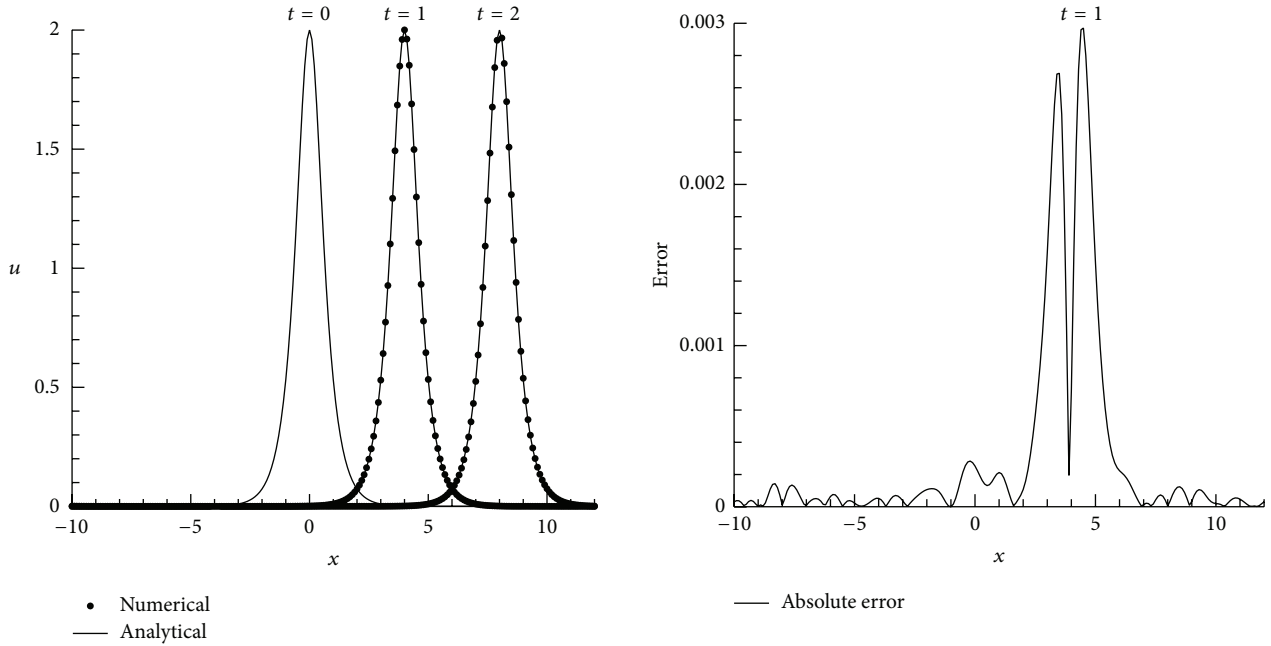 t = 0
t = 1
t = 2
2
1.5
1
0.5
0
u
−10
−5
0
5
10
x
Numerical
Analytical
t = 1
0.003
0.002
0.001
0
Error
−10
−5
0
5
10
x
Absolute error